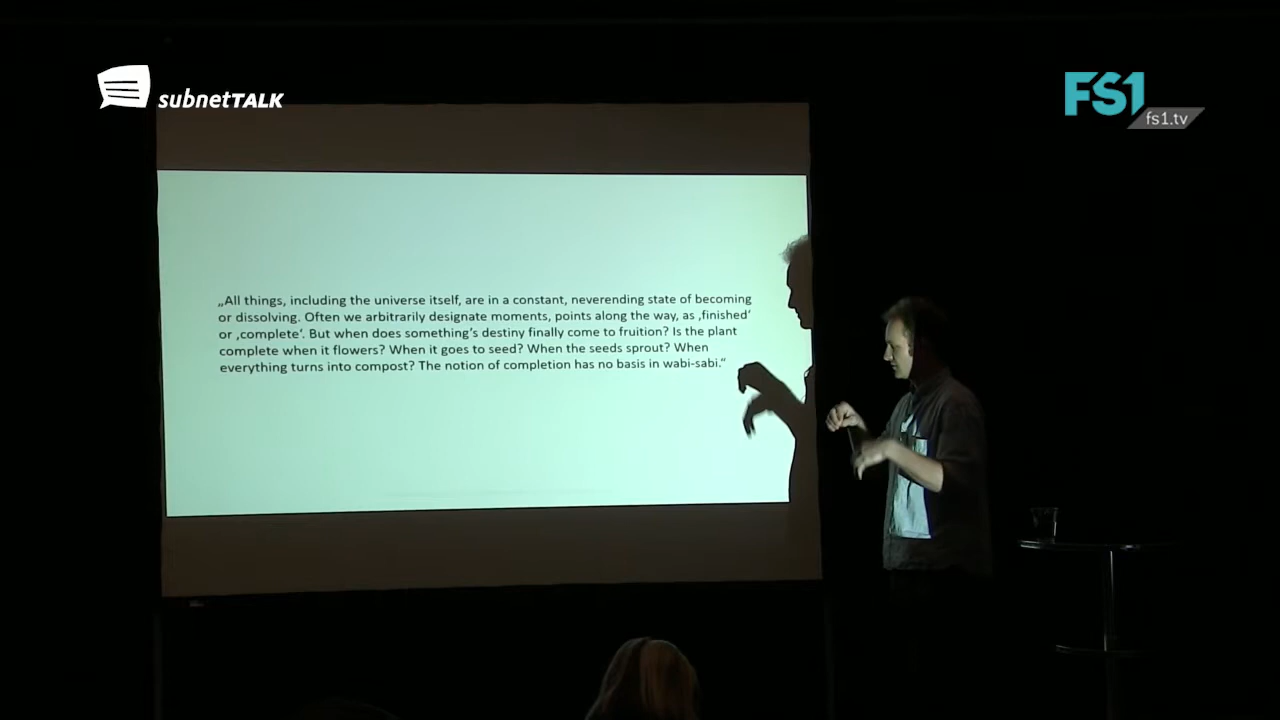 subnetTALK
FS1
fs1.tv
„All things, including the universe itself, are in a constant, neverending state of becoming
or dissolving. Often we arbitrarily designate moments, points along the way, as ‚finished‘
or ‚complete‘. But when does something's destiny finally come to fruition? Is the plant
complete when it flowers? When it goes to seed? When the seeds sprout? When
everything turns into compost? The notion of completion has no basis in wabi-sabi.“